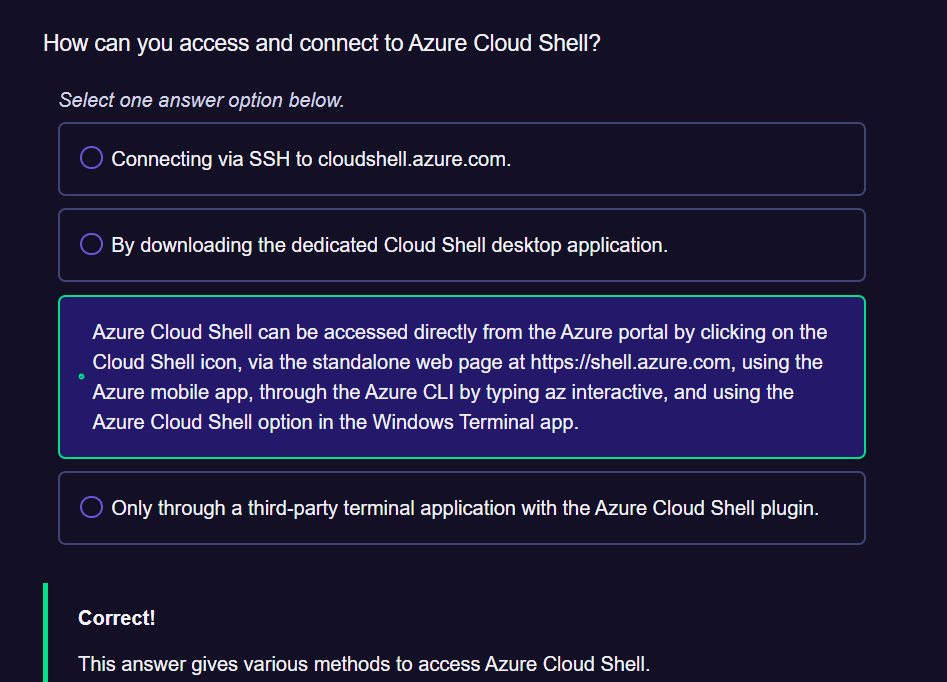 How can you access and connect to Azure Cloud Shell?
Select one answer option below.
Connecting via SSH to cloudshell.azure.com.
By downloading the dedicated Cloud Shell desktop application.
Azure Cloud Shell can be accessed directly from the Azure portal by clicking on the
Cloud Shell icon, via the standalone web page at https://shell.azure.com, using the
Azure mobile app, through the Azure CLI by typing az interactive, and using the
Azure Cloud Shell option in the Windows Terminal app.
Only through a third-party terminal application with the Azure Cloud Shell plugin.
Correct!
This answer gives various methods to access Azure Cloud Shell.